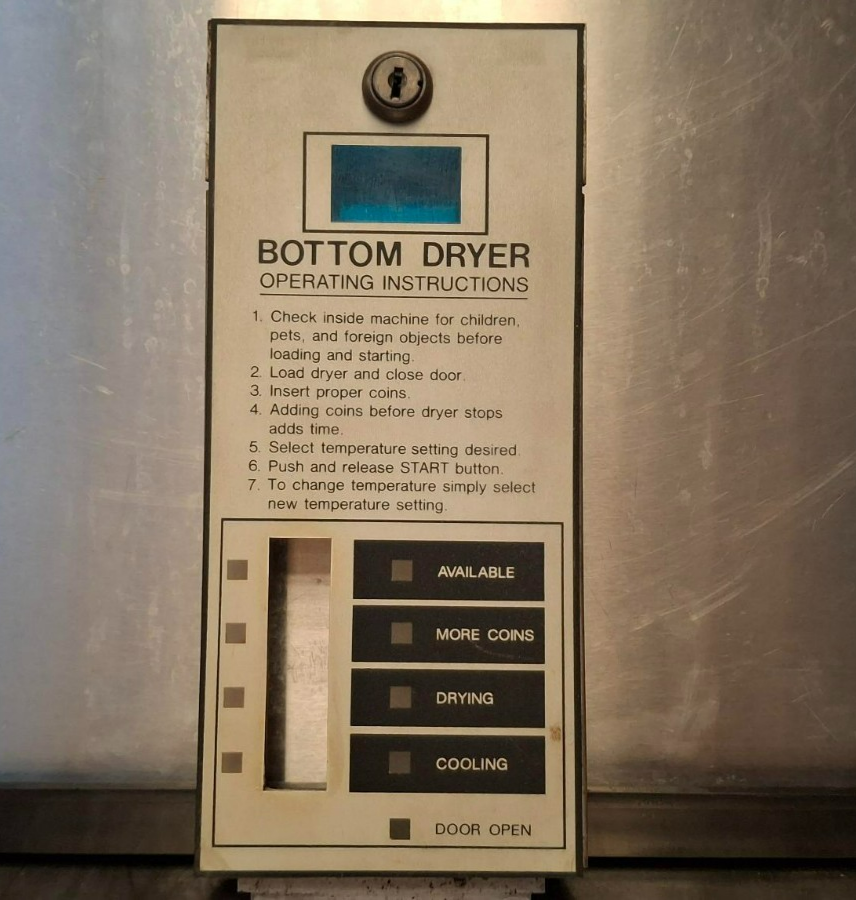 BOTTOM DRYER
OPERATING INSTRUCTIONS
1. Check inside machine for children,
pets, and foreign objects before
loading and starting.
2. Load dryer and close door.
3. Insert proper coins.
4. Adding coins before dryer stops
adds time.
5. Select temperature setting desired.
6. Push and release START button.
7. To change temperature simply select
new temperature setting.
AVAILABLE
MORE COINS
DRYING
COOLING
DOOR OPEN